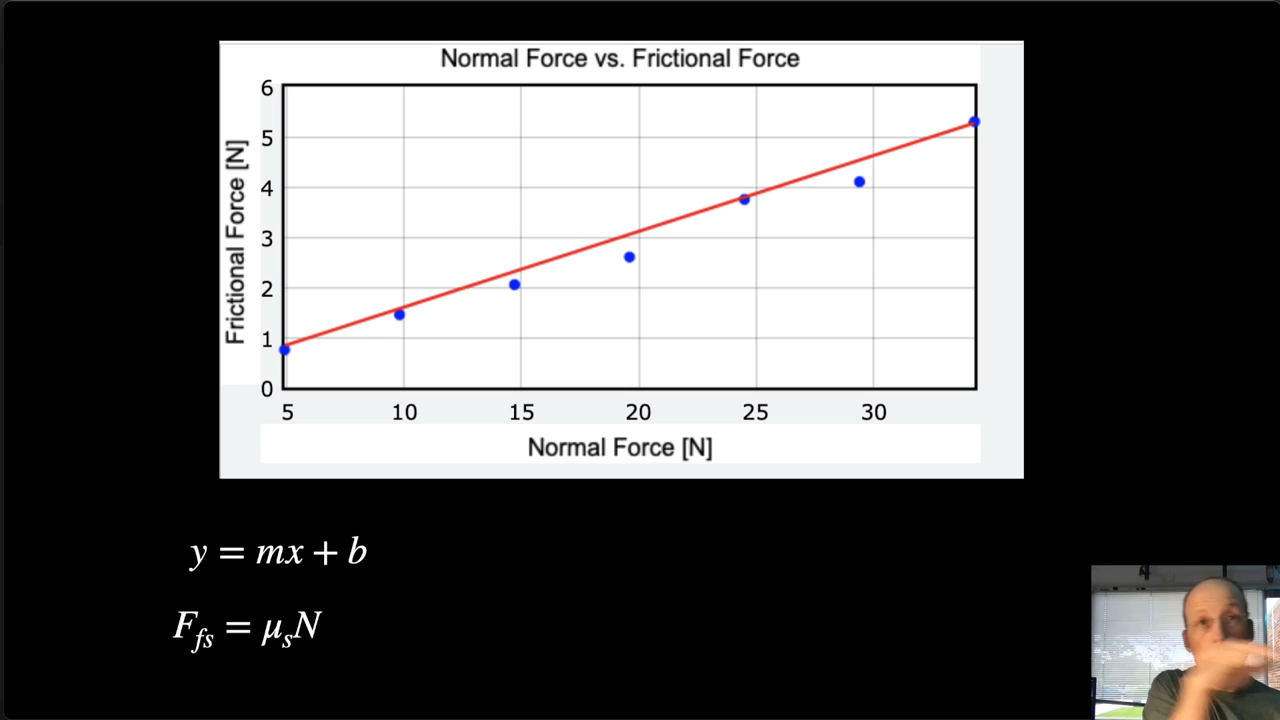 Normal Force vs. Frictional Force
6
5
4
3
2
1
0
Frictional Force [N]
5 10 15 20 25 30
Normal Force [N]
y = mx + b
F_fs = μ_s N